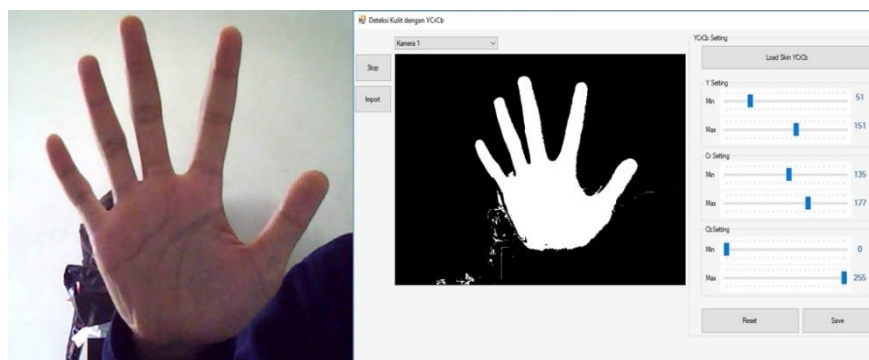 Deteksi Kulit dengan YCrCb
Kamera 1
Stop
Import
YCrCb Setting
Load Skin YCrCb
Y Setting
Min 51
Max 151
Cr Setting
Min 135
Max 177
Cb Setting
Min 0
Max 255
Reset Save